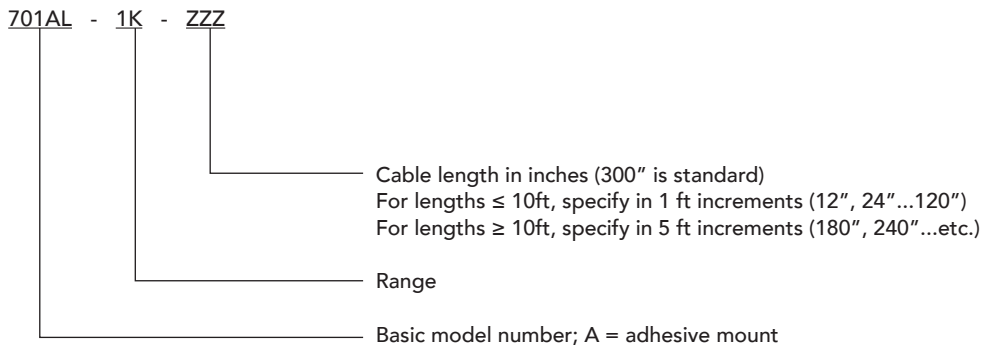 701AL - 1K - ZZZ
Cable length in inches (300″ is standard)
For lengths ≤ 10ft, specify in 1 ft increments (12″, 24″...120″)
For lengths ≥ 10ft, specify in 5 ft increments (180″, 240″...etc.)
Range
Basic model number; A = adhesive mount